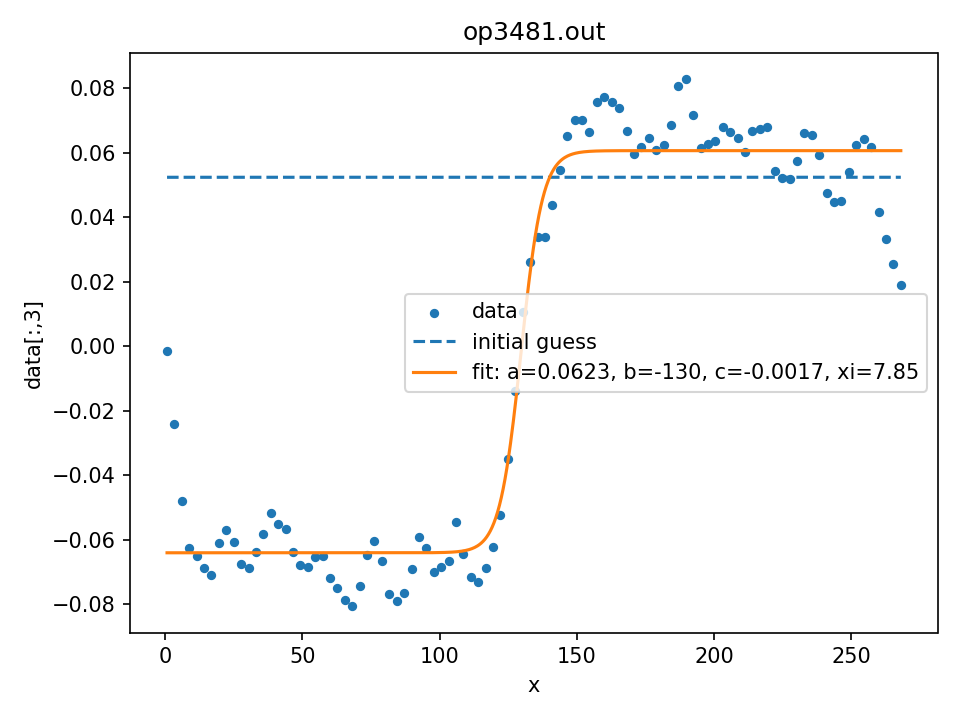 op3481.out
data[:,3]
0.08
0.06
0.04
0.02
0.00
−0.02
−0.04
−0.06
−0.08
data
initial guess
fit: a=0.0623, b=-130, c=-0.0017, xi=7.85
0 50 100 150 200 250
x